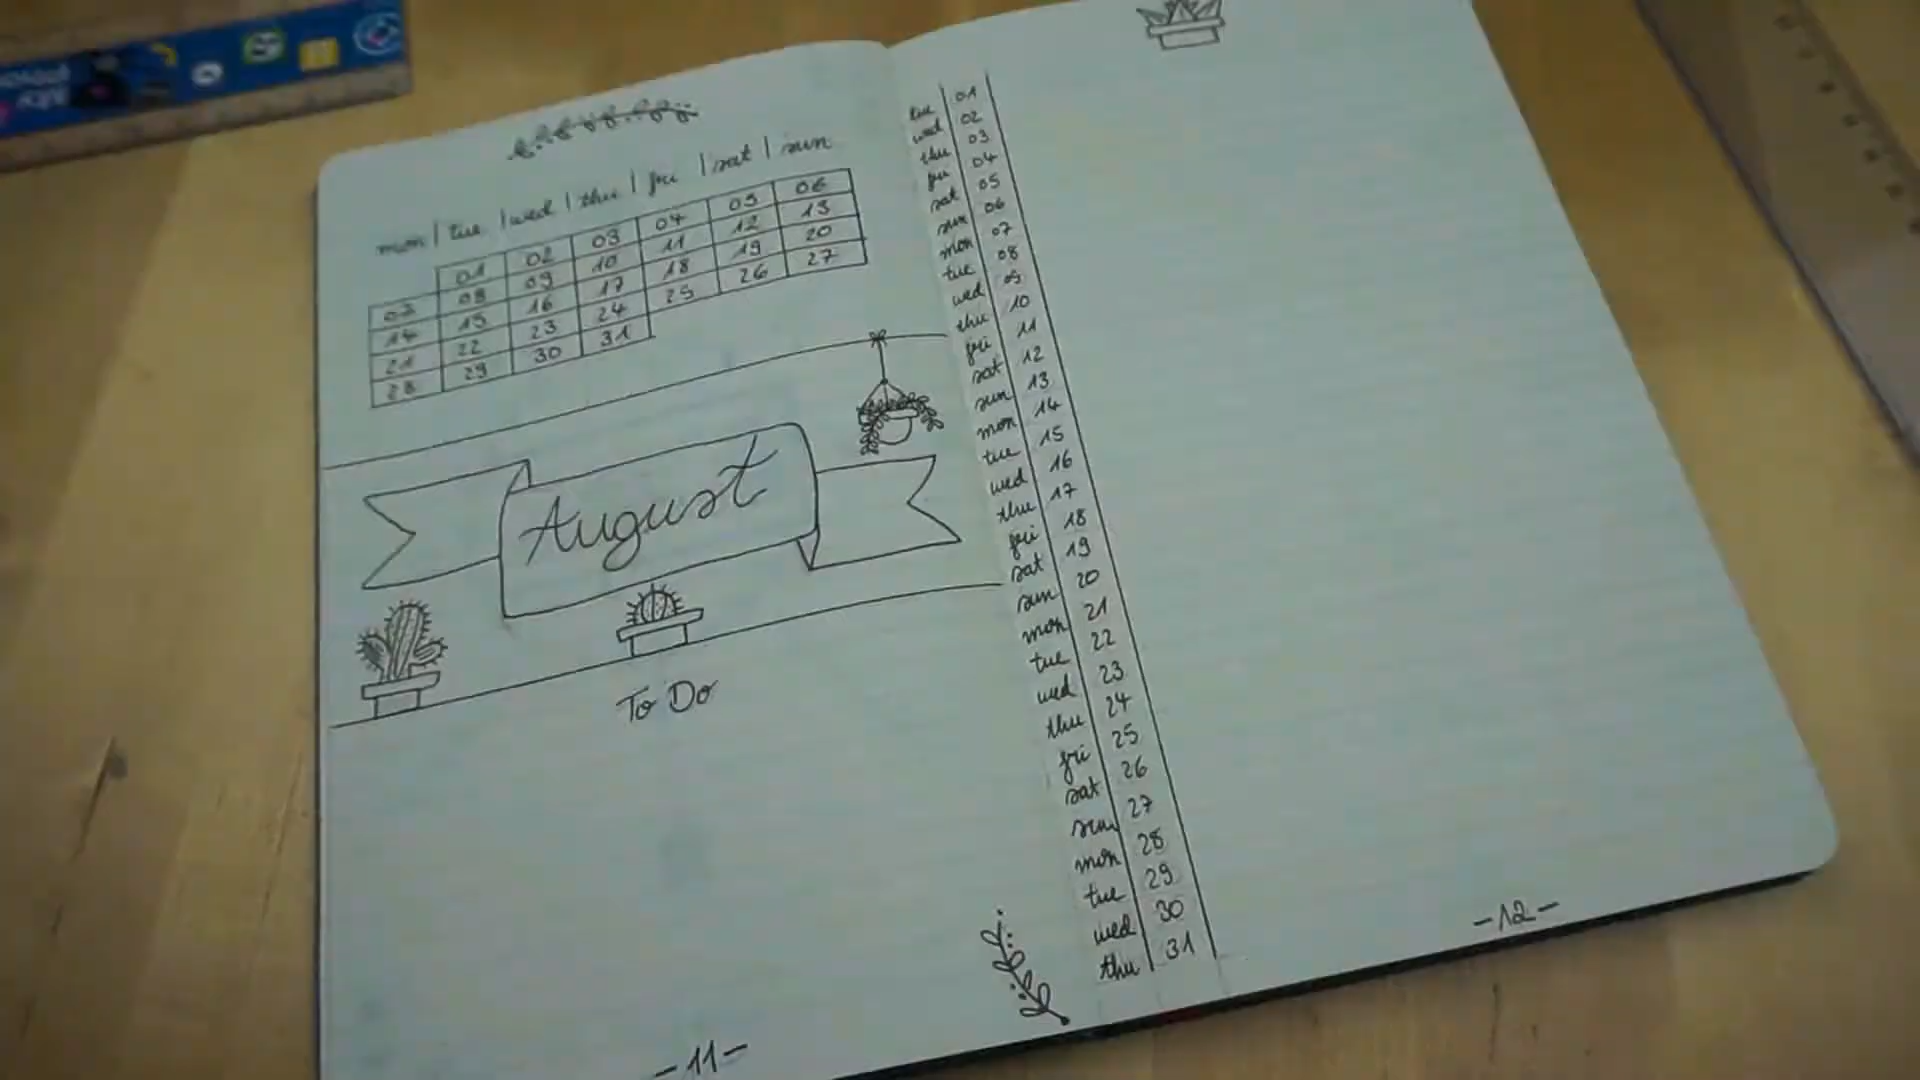 mon | tue | wed | thu | fri | sat | sun
01 02 03 04 05 06
07 08 09 10 11 12 13
14 15 16 17 18 19 20
21 22 23 24 25 26 27
28 29 30 31
August
To Do
-11-
tue 01
wed 02
thu 03
fri 04
sat 05
sun 06
mon 07
tue 08
wed 09
thu 10
fri 11
sat 12
sun 13
mon 14
tue 15
wed 16
thu 17
fri 18
sat 19
sun 20
mon 21
tue 22
wed 23
thu 24
fri 25
sat 26
sun 27
mon 28
tue 29
wed 30
thu 31
-12-